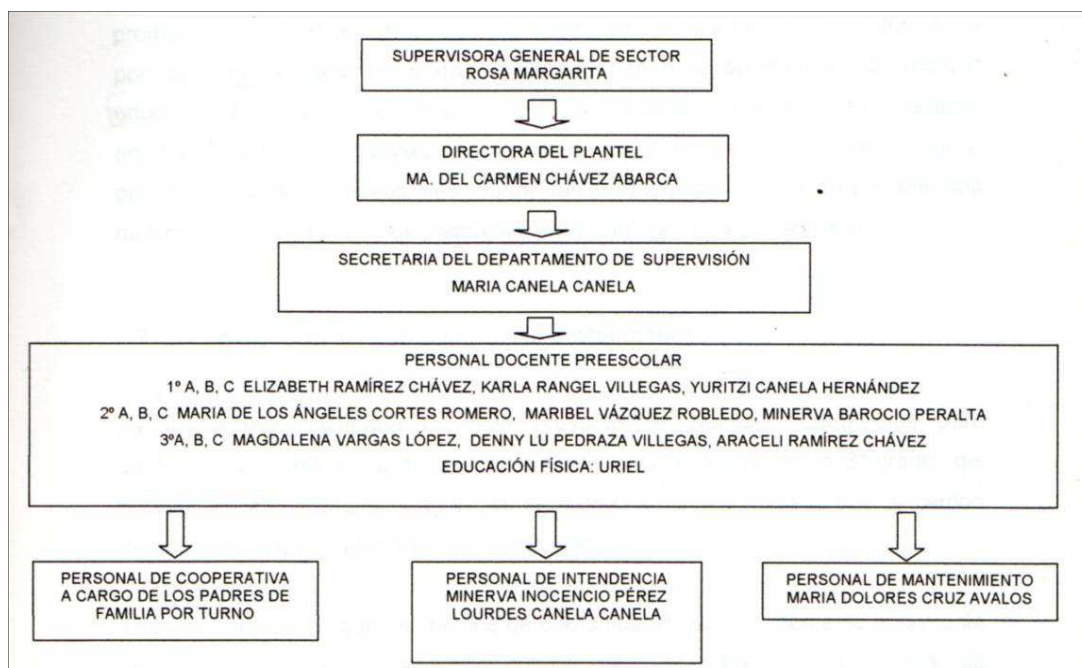 SUPERVISORA GENERAL DE SECTOR
ROSA MARGARITA
DIRECTORA DEL PLANTEL
MA. DEL CARMEN CHÁVEZ ABARCA
SECRETARIA DEL DEPARTAMENTO DE SUPERVISIÓN
MARIA CANELA CANELA
PERSONAL DOCENTE PREESCOLAR
1º A, B, C ELIZABETH RAMÍREZ CHÁVEZ, KARLA RANGEL VILLEGAS, YURITZI CANELA HERNÁNDEZ
2º A, B, C MARIA DE LOS ÁNGELES CORTES ROMERO, MARIBEL VÁZQUEZ ROBLEDO, MINERVA BAROCIO PERALTA
3ºA, B, C MAGDALENA VARGAS LÓPEZ, DENNY LU PEDRAZA VILLEGAS, ARACELI RAMÍREZ CHÁVEZ
EDUCACIÓN FÍSICA: URIEL
PERSONAL DE COOPERATIVA
A CARGO DE LOS PADRES DE
FAMILIA POR TURNO
PERSONAL DE INTENDENCIA
MINERVA INOCENCIO PÉREZ
LOURDES CANELA CANELA
PERSONAL DE MANTENIMIENTO
MARIA DOLORES CRUZ AVALOS